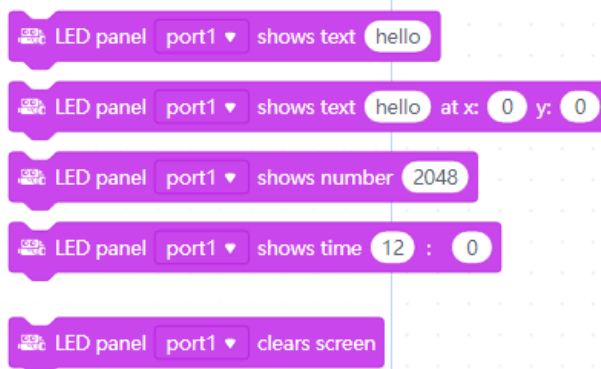 LED panel port1 ▾ shows text hello
LED panel port1 ▾ shows text hello at x: 0 y: 0
LED panel port1 ▾ shows number 2048
LED panel port1 ▾ shows time 12 : 0
LED panel port1 ▾ clears screen